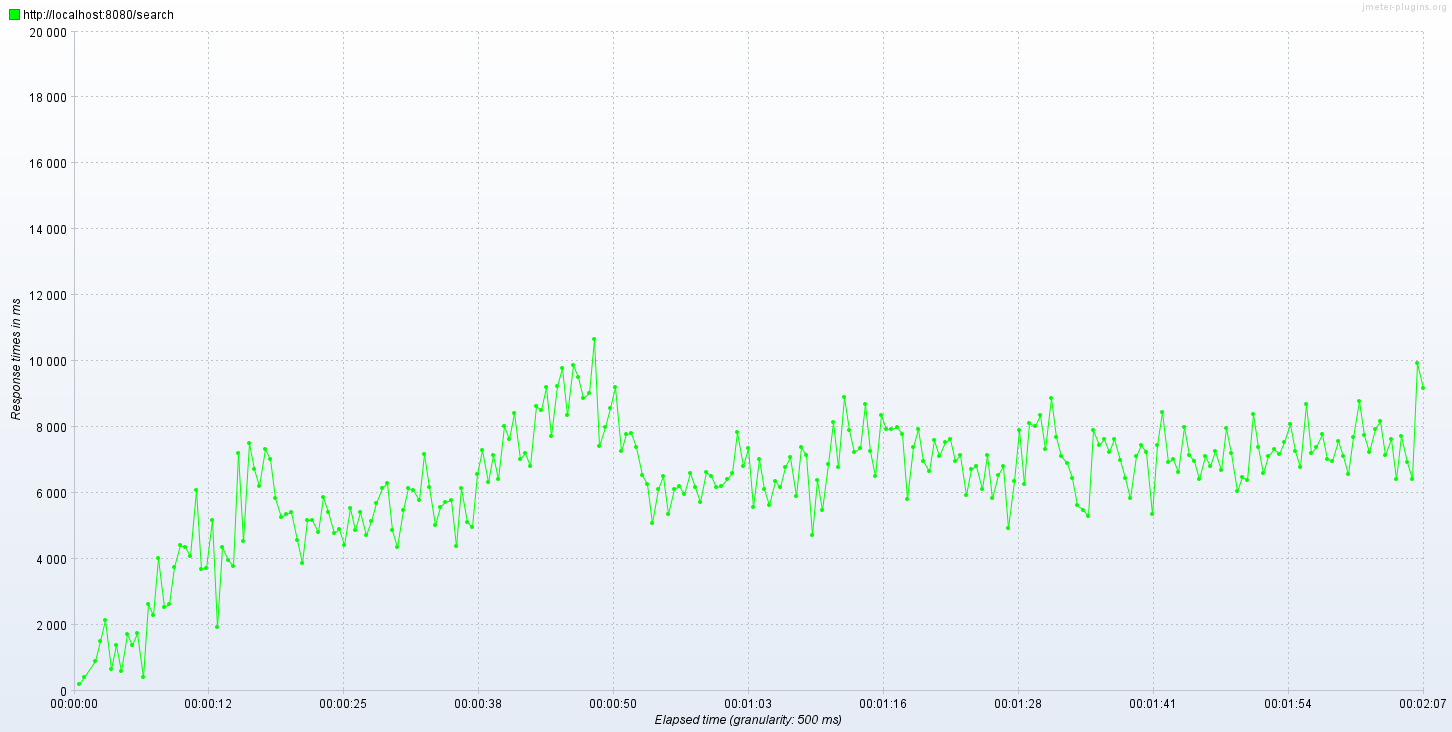 http://localhost:8080/search
jmeter-plugins.org
20 000
18 000
16 000
14 000
12 000
10 000
8 000
6 000
4 000
2 000
0
Response times in ms
00:00:00 00:00:12 00:00:25 00:00:38 00:00:50 00:01:03 00:01:16 00:01:28 00:01:41 00:01:54 00:02:07
Elapsed time (granularity: 500 ms)